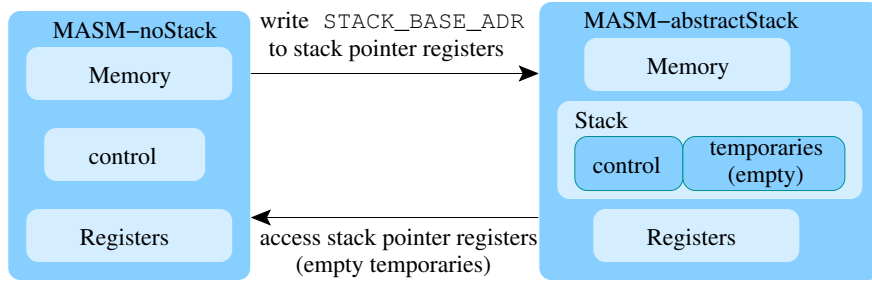 MASM−noStack
Memory
control
Registers
write STACK_BASE_ADR
to stack pointer registers
access stack pointer registers
(empty temporaries)
MASM−abstractStack
Memory
Stack
control
temporaries
(empty)
Registers